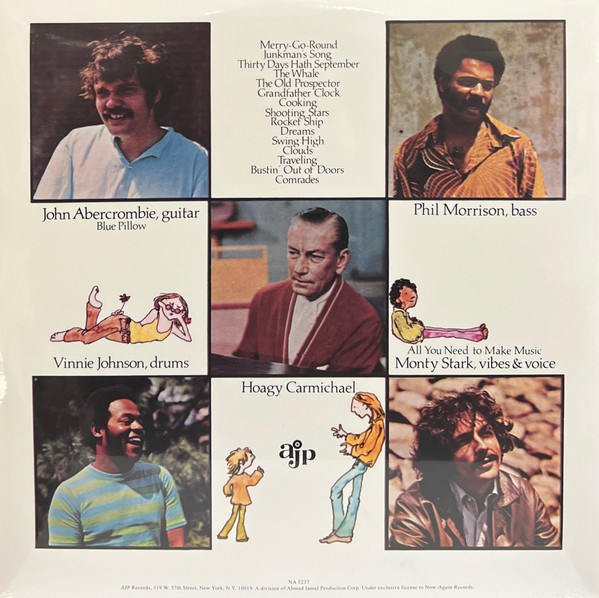 Merry-Go-Round
Junkman's Song
Thirty Days Hath September
The Whale
The Old Prospector
Grandfather Clock
Cooking
Shooting Stars
Rocket Ship
Dreams
Swing High
Clouds
Traveling
Bustin' Out of Doors
Comrades
John Abercrombie, guitar
Blue Pillow
Phil Morrison, bass
Vinnie Johnson, drums
All You Need to Make Music
Monty Stark, vibes & voice
Hoagy Carmichael
ajp
NA 5237
AJP Records, 119 W. 57th Street, New York, N.Y. 10019. A division of Ahmad Jamal Production Corp. Under exclusive license to Now-Again Records.